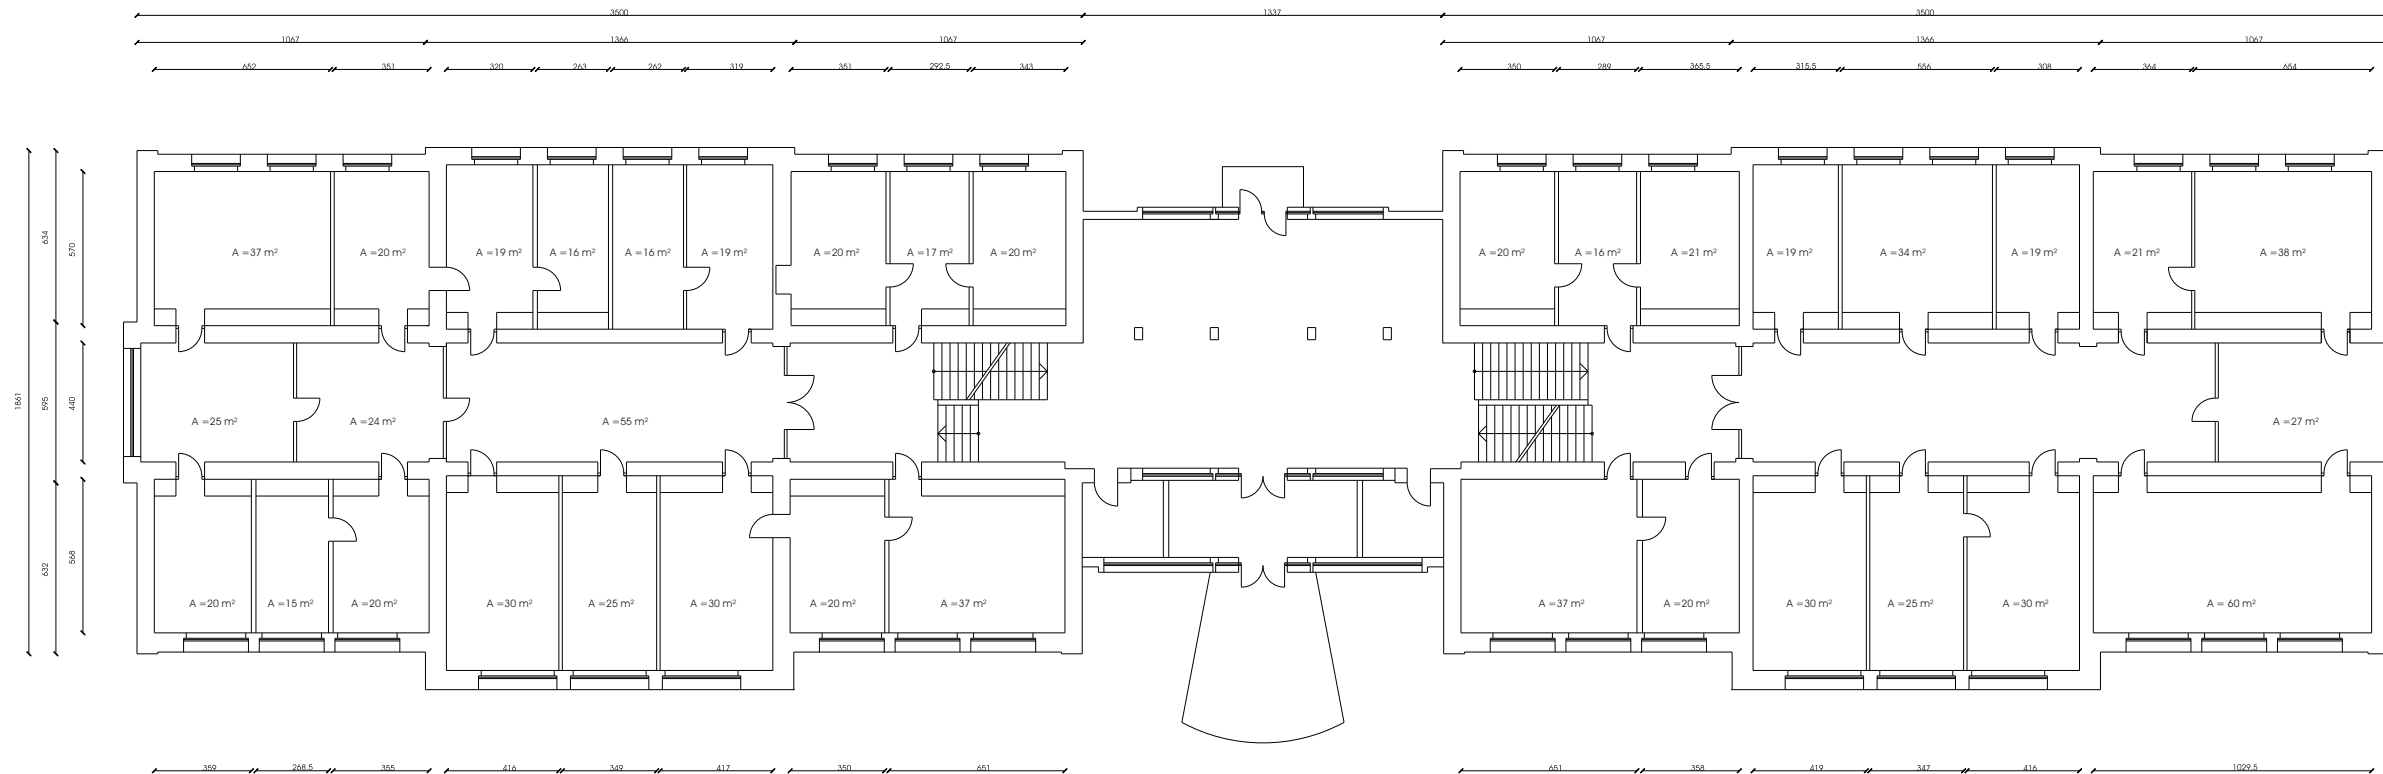 3500 1337 3500
1067 1366 1067 1067 1366 1067
652 351 320 263 262 319 351 292,5 343 350 289 365,5 315,5 556 308 364 654
1861
634
595
632
570
440
568
A =37 m² A =20 m² A =19 m² A =16 m² A =16 m² A =19 m² A =20 m² A =17 m² A =20 m² A =20 m² A =16 m² A =21 m² A =19 m² A =34 m² A =19 m² A =21 m² A =38 m²
A =25 m² A =24 m² A =55 m² A =27 m²
A =20 m² A =15 m² A =20 m² A =30 m² A =25 m² A =30 m² A =20 m² A =37 m² A =37 m² A =20 m² A =30 m² A =25 m² A =30 m² A = 60 m²
359 268,5 355 416 349 417 350 651 651 358 419 347 416 1029,5